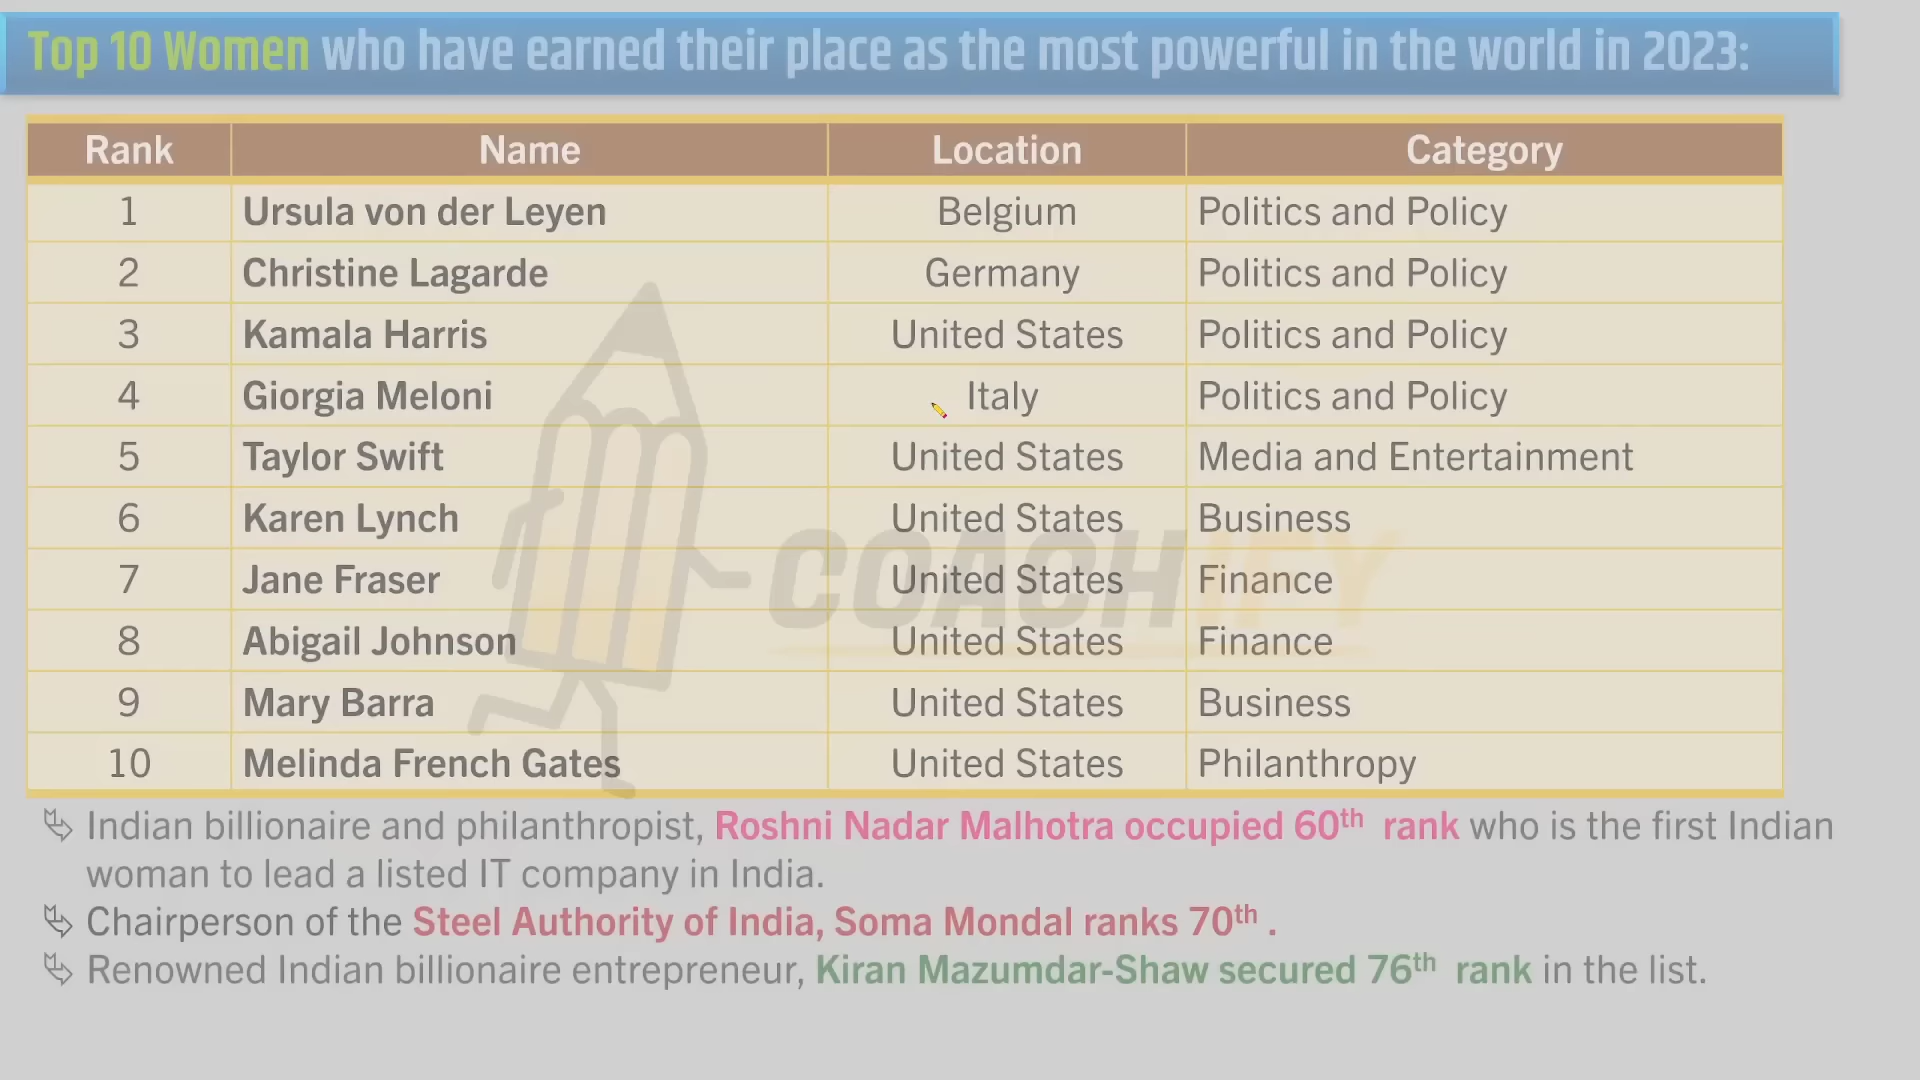 Top 10 Women who have earned their place as the most powerful in the world in 2023:
Rank Name Location Category
1 Ursula von der Leyen Belgium Politics and Policy
2 Christine Lagarde Germany Politics and Policy
3 Kamala Harris United States Politics and Policy
4 Giorgia Meloni Italy Politics and Policy
5 Taylor Swift United States Media and Entertainment
6 Karen Lynch United States Business
7 Jane Fraser United States Finance
8 Abigail Johnson United States Finance
9 Mary Barra United States Business
10 Melinda French Gates United States Philanthropy
COACHIFY
Indian billionaire and philanthropist, Roshni Nadar Malhotra occupied 60th rank who is the first Indian
woman to lead a listed IT company in India.
Chairperson of the Steel Authority of India, Soma Mondal ranks 70th .
Renowned Indian billionaire entrepreneur, Kiran Mazumdar-Shaw secured 76th rank in the list.